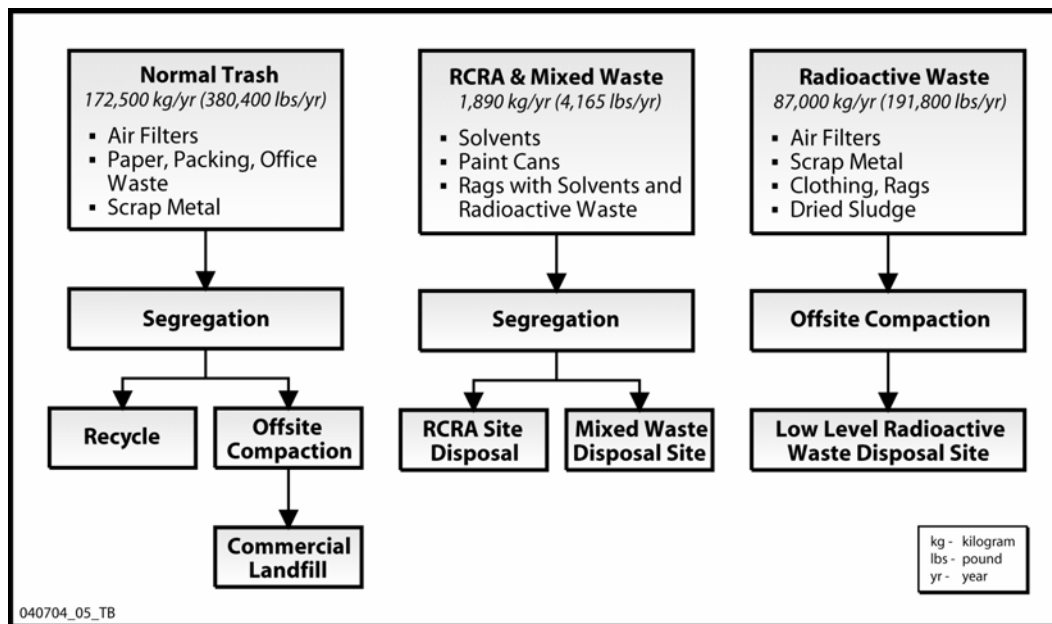 Normal Trash
172,500 kg/yr (380,400 lbs/yr)
▪ Air Filters
▪ Paper, Packing, Office
Waste
▪ Scrap Metal
RCRA & Mixed Waste
1,890 kg/yr (4,165 lbs/yr)
▪ Solvents
▪ Paint Cans
▪ Rags with Solvents and
Radioactive Waste
Radioactive Waste
87,000 kg/yr (191,800 lbs/yr)
▪ Air Filters
▪ Scrap Metal
▪ Clothing, Rags
▪ Dried Sludge
Segregation
Segregation
Offsite Compaction
Recycle
Offsite
Compaction
RCRA Site
Disposal
Mixed Waste
Disposal Site
Low Level Radioactive
Waste Disposal Site
Commercial
Landfill
kg - kilogram
lbs - pound
yr - year
040704_05_TB